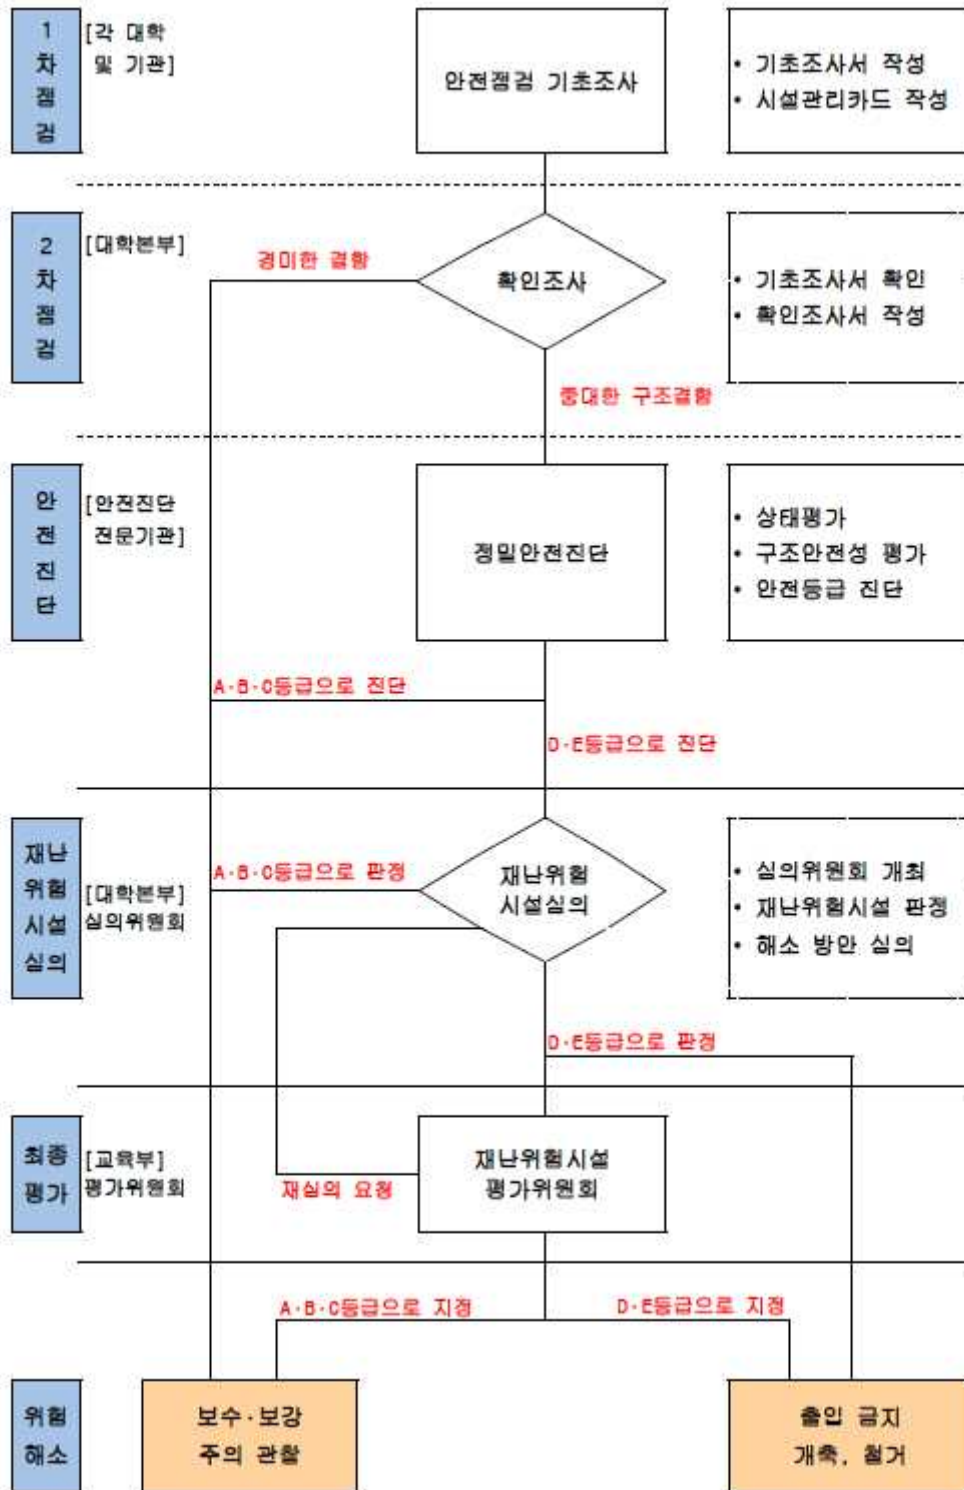 1
차
점
검
[각 대학
및 기관]
안전점검 기초조사
• 기초조사서 작성
• 시설관리카드 작성
2
차
점
검
[대학본부]
경미한 결함
확인조사
• 기초조사서 확인
• 확인조사서 작성
중대한 구조결함
안
전
진
단
[안전진단
전문기관]
정밀안전진단
• 상태평가
• 구조안전성 평가
• 안전등급 진단
A·B·C등급으로 진단
D·E등급으로 진단
재난
위험
시설
심의
[대학본부]
심의위원회
A·B·C등급으로 판정
재난위험
시설심의
• 심의위원회 개최
• 재난위험시설 판정
• 해소 방안 심의
D·E등급으로 판정
최종
평가
[교육부]
평가위원회
재심의 요청
재난위험시설
평가위원회
A·B·C등급으로 지정
D·E등급으로 지정
위험
해소
보수·보강
주의 관찰
출입 금지
개축, 철거